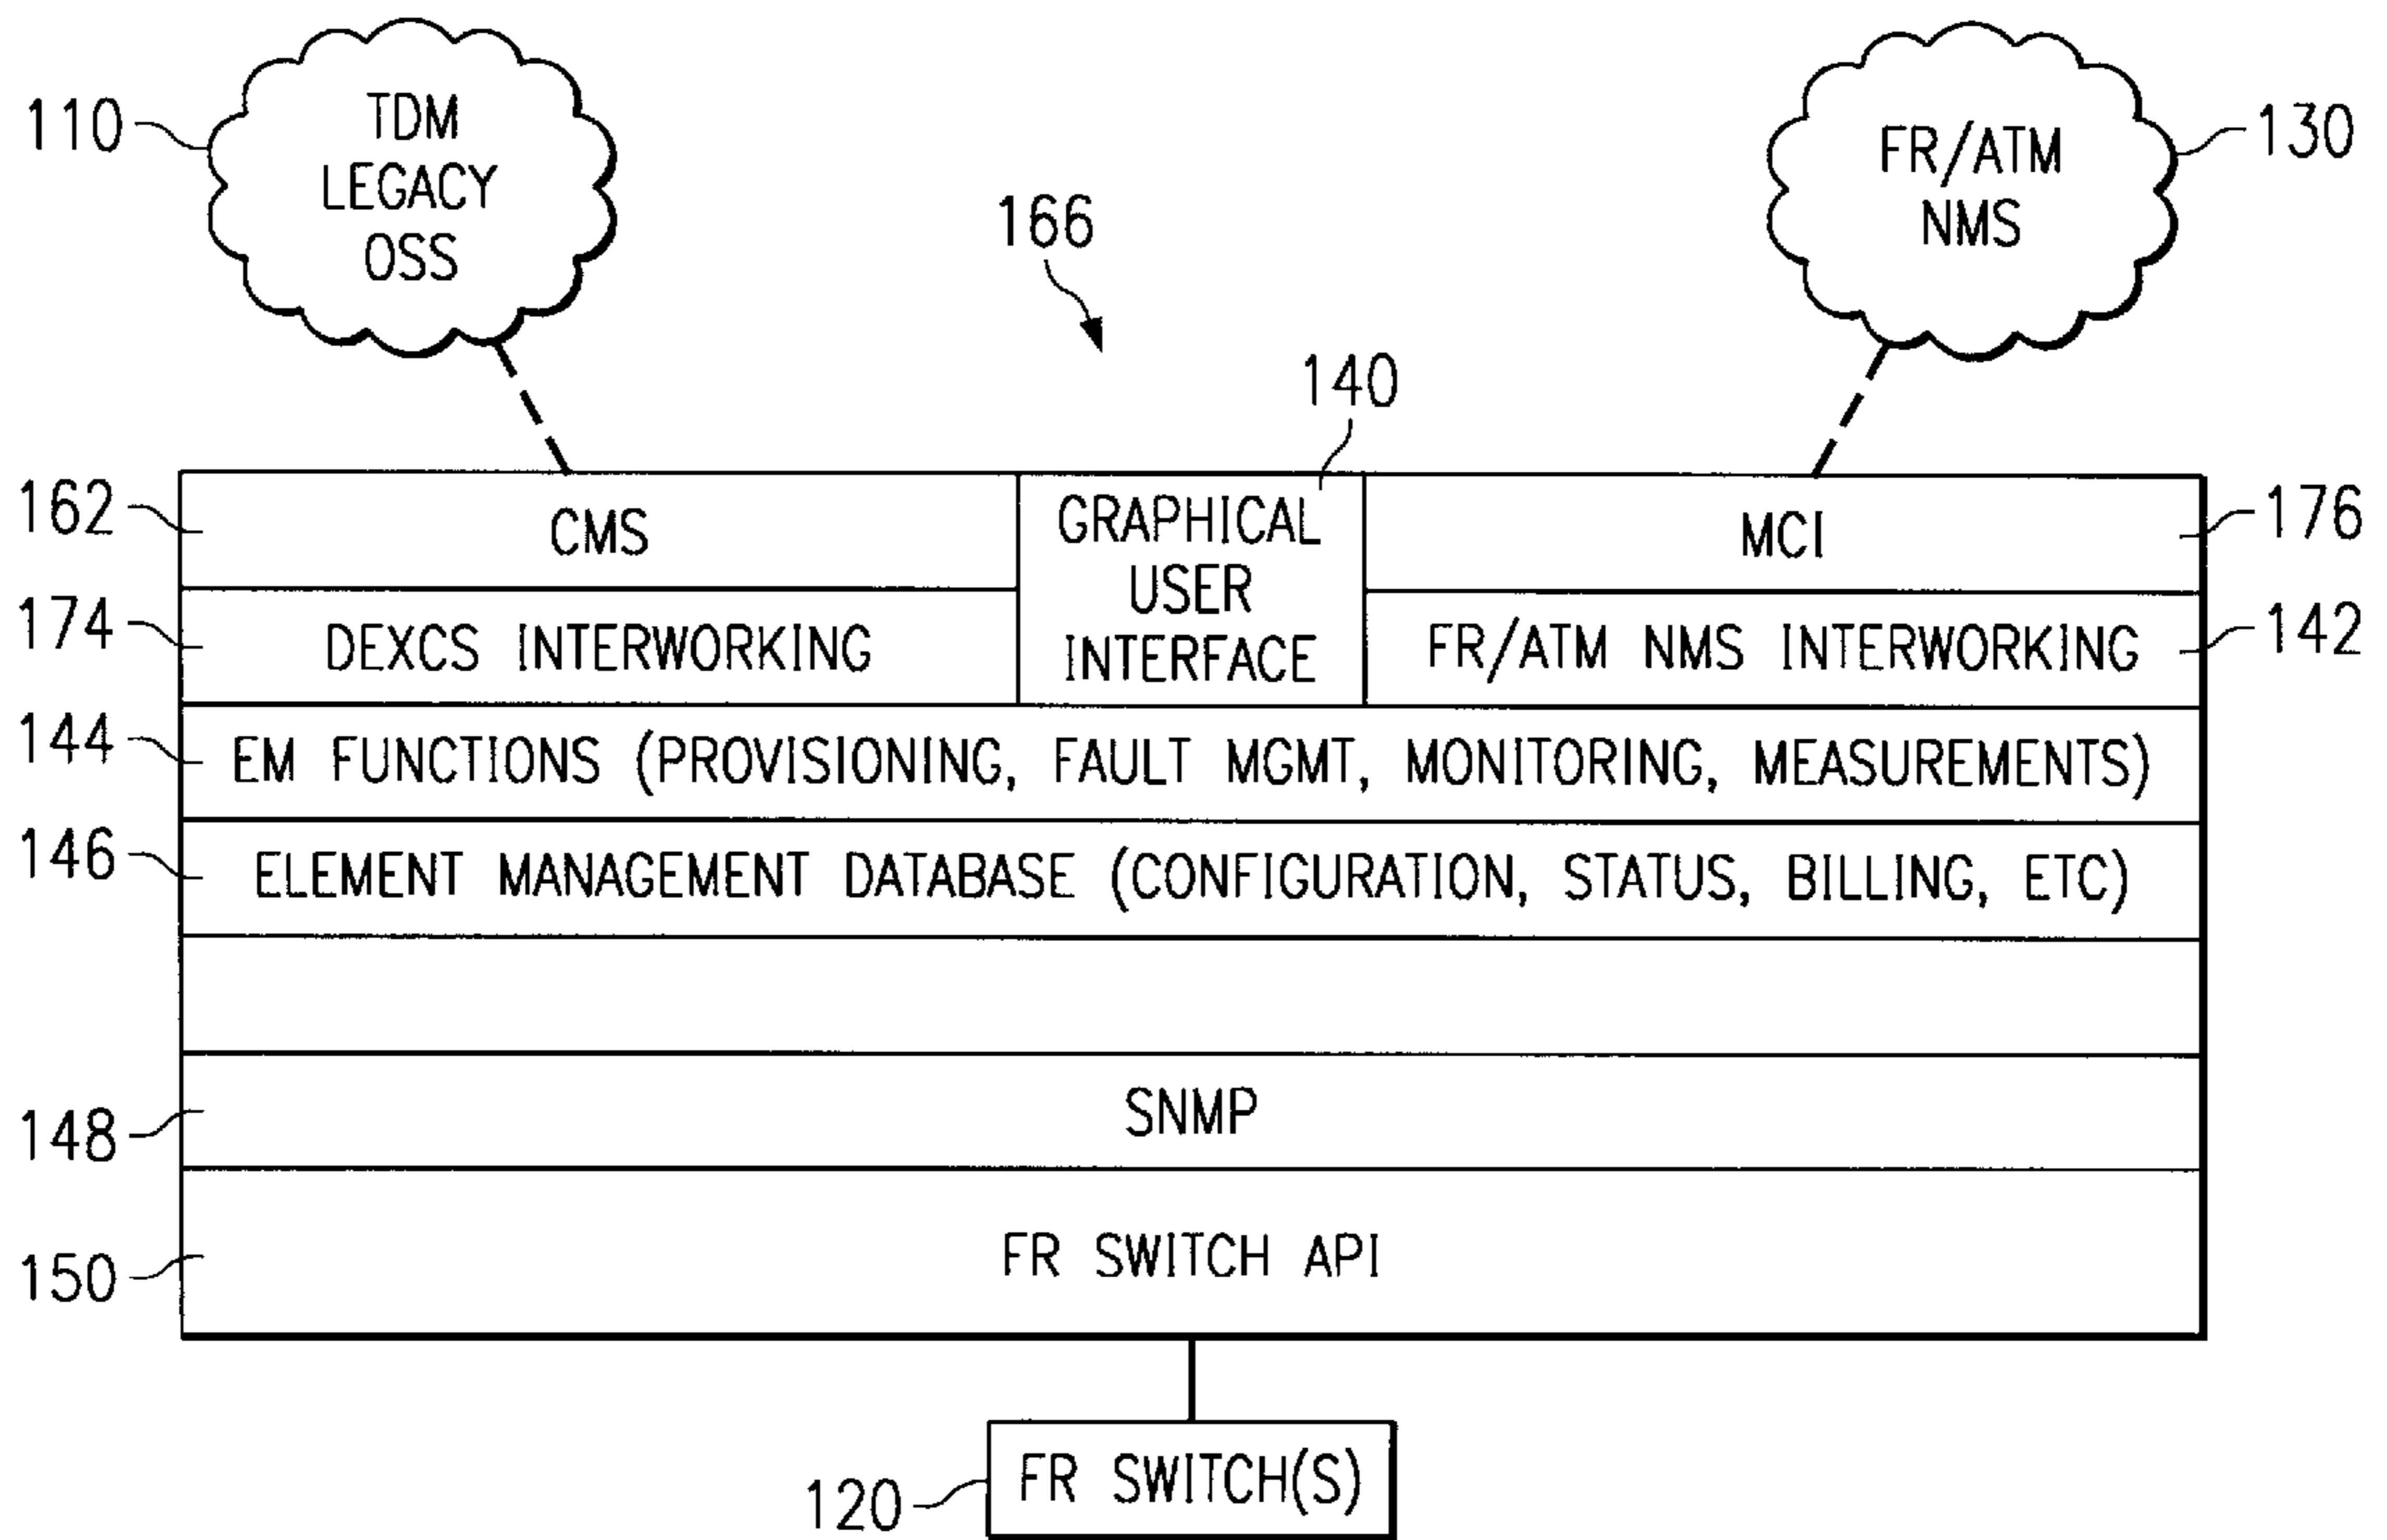 110
TDM
LEGACY
OSS
FR/ATM
NMS
130
166
140
162
CMS
GRAPHICAL
USER
INTERFACE
MCI
176
174
DEXCS INTERWORKING
FR/ATM NMS INTERWORKING
142
144
EM FUNCTIONS (PROVISIONING, FAULT MGMT, MONITORING, MEASUREMENTS)
146
ELEMENT MANAGEMENT DATABASE (CONFIGURATION, STATUS, BILLING, ETC)
148
SNMP
150
FR SWITCH API
120
FR SWITCH(S)